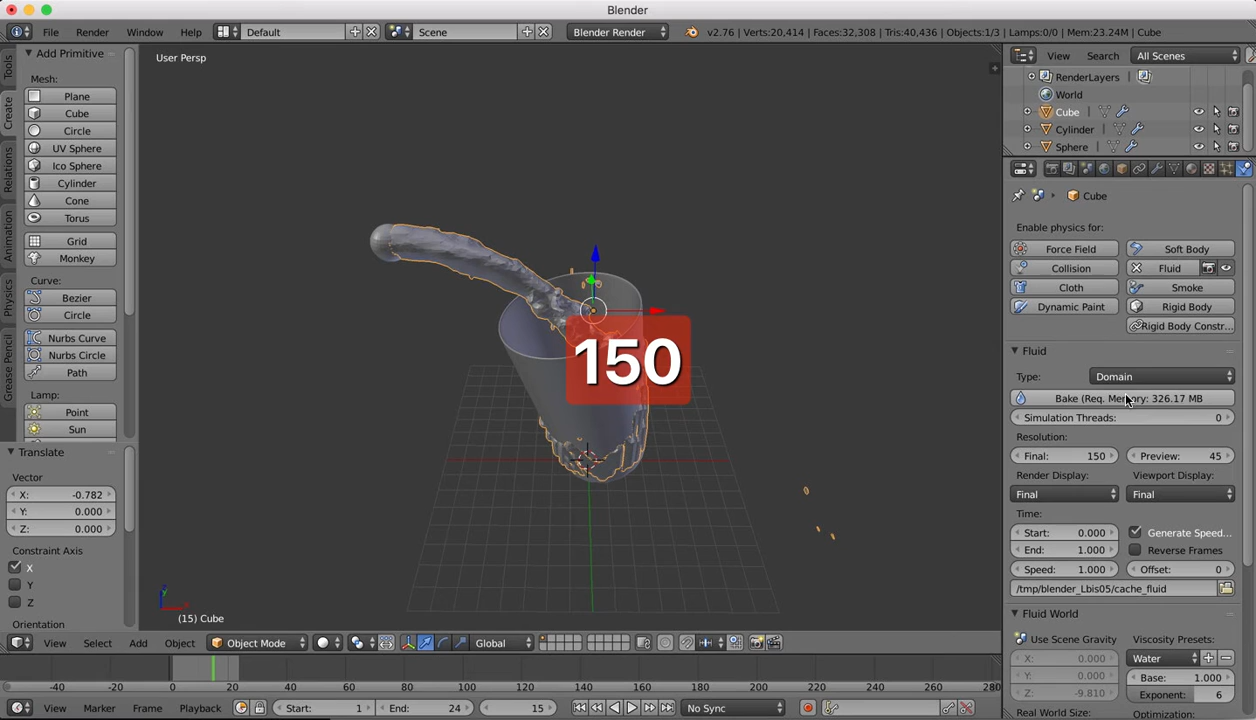 Blender
File Render Window Help Default Scene Blender Render v2.76 | Verts:20,414 | Faces:32,308 | Tris:40,436 | Objects:1/3 | Lamps:0/0 | Mem:23.24M | Cube
Tools
Create
Relations
Animation
Physics
Grease Pencil
Add Primitive
Mesh:
Plane
Cube
Circle
UV Sphere
Ico Sphere
Cylinder
Cone
Torus
Grid
Monkey
Curve:
Bezier
Circle
Nurbs Curve
Nurbs Circle
Path
Lamp:
Point
Sun
Translate
Vector
X: -0.782
Y: 0.000
Z: 0.000
Constraint Axis
X
Y
Z
Orientation
User Persp
150
(15) Cube
View Select Add Object Object Mode Global
-40 -20 0 20 40 60 80 100 120 140 160 180 200 220 240 260 280
View Marker Frame Playback Start: 1 End: 24 15 No Sync
View Search All Scenes
RenderLayers
World
Cube
Cylinder
Sphere
Cube
Enable physics for:
Force Field Soft Body
Collision Fluid
Cloth Smoke
Dynamic Paint Rigid Body
Rigid Body Constr...
Fluid
Type: Domain
Bake (Req. Memory: 326.17 MB
Simulation Threads: 0
Resolution:
Final: 150 Preview: 45
Render Display: Viewport Display:
Final Final
Time:
Start: 0.000 Generate Speed...
End: 1.000 Reverse Frames
Speed: 1.000 Offset: 0
/tmp/blender_Lbis05/cache_fluid
Fluid World
Use Scene Gravity Viscosity Presets:
X: 0.000 Water
Y: 0.000 Base: 1.000
Z: -9.810 Exponent: 6
Real World Size: Optimization: